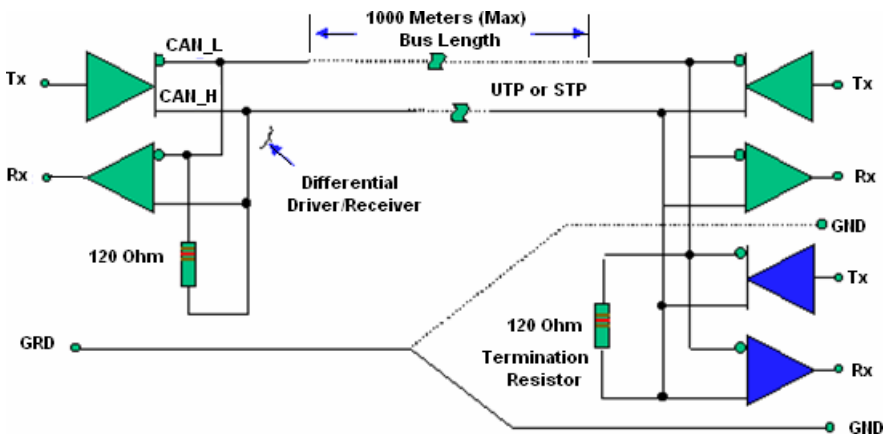 1000 Meters (Max)
Bus Length
CAN_L
Tx
CAN_H
UTP or STP
Tx
Rx
Differential
Driver/Receiver
Rx
GND
120 Ohm
Tx
GRD
120 Ohm
Termination
Resistor
Rx
GND